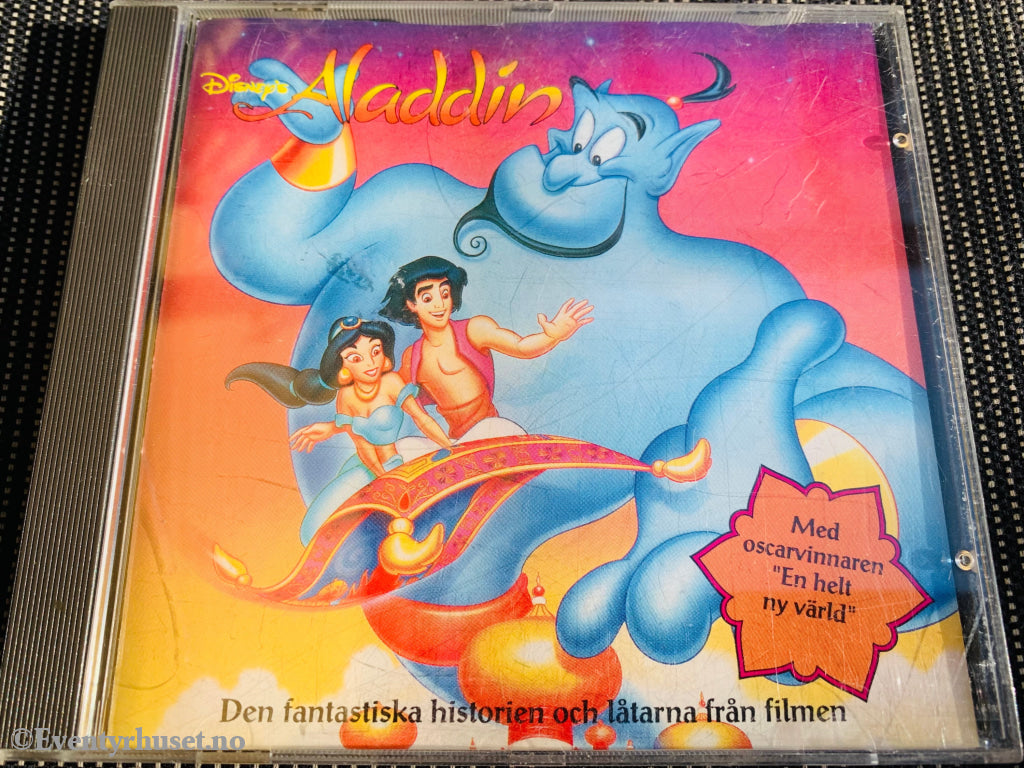 Disney's Aladdin
Med
oscarvinnaren
"En helt
ny värld"
Den fantastiska historien och låtarna från filmen
©Eventyrhuset.no